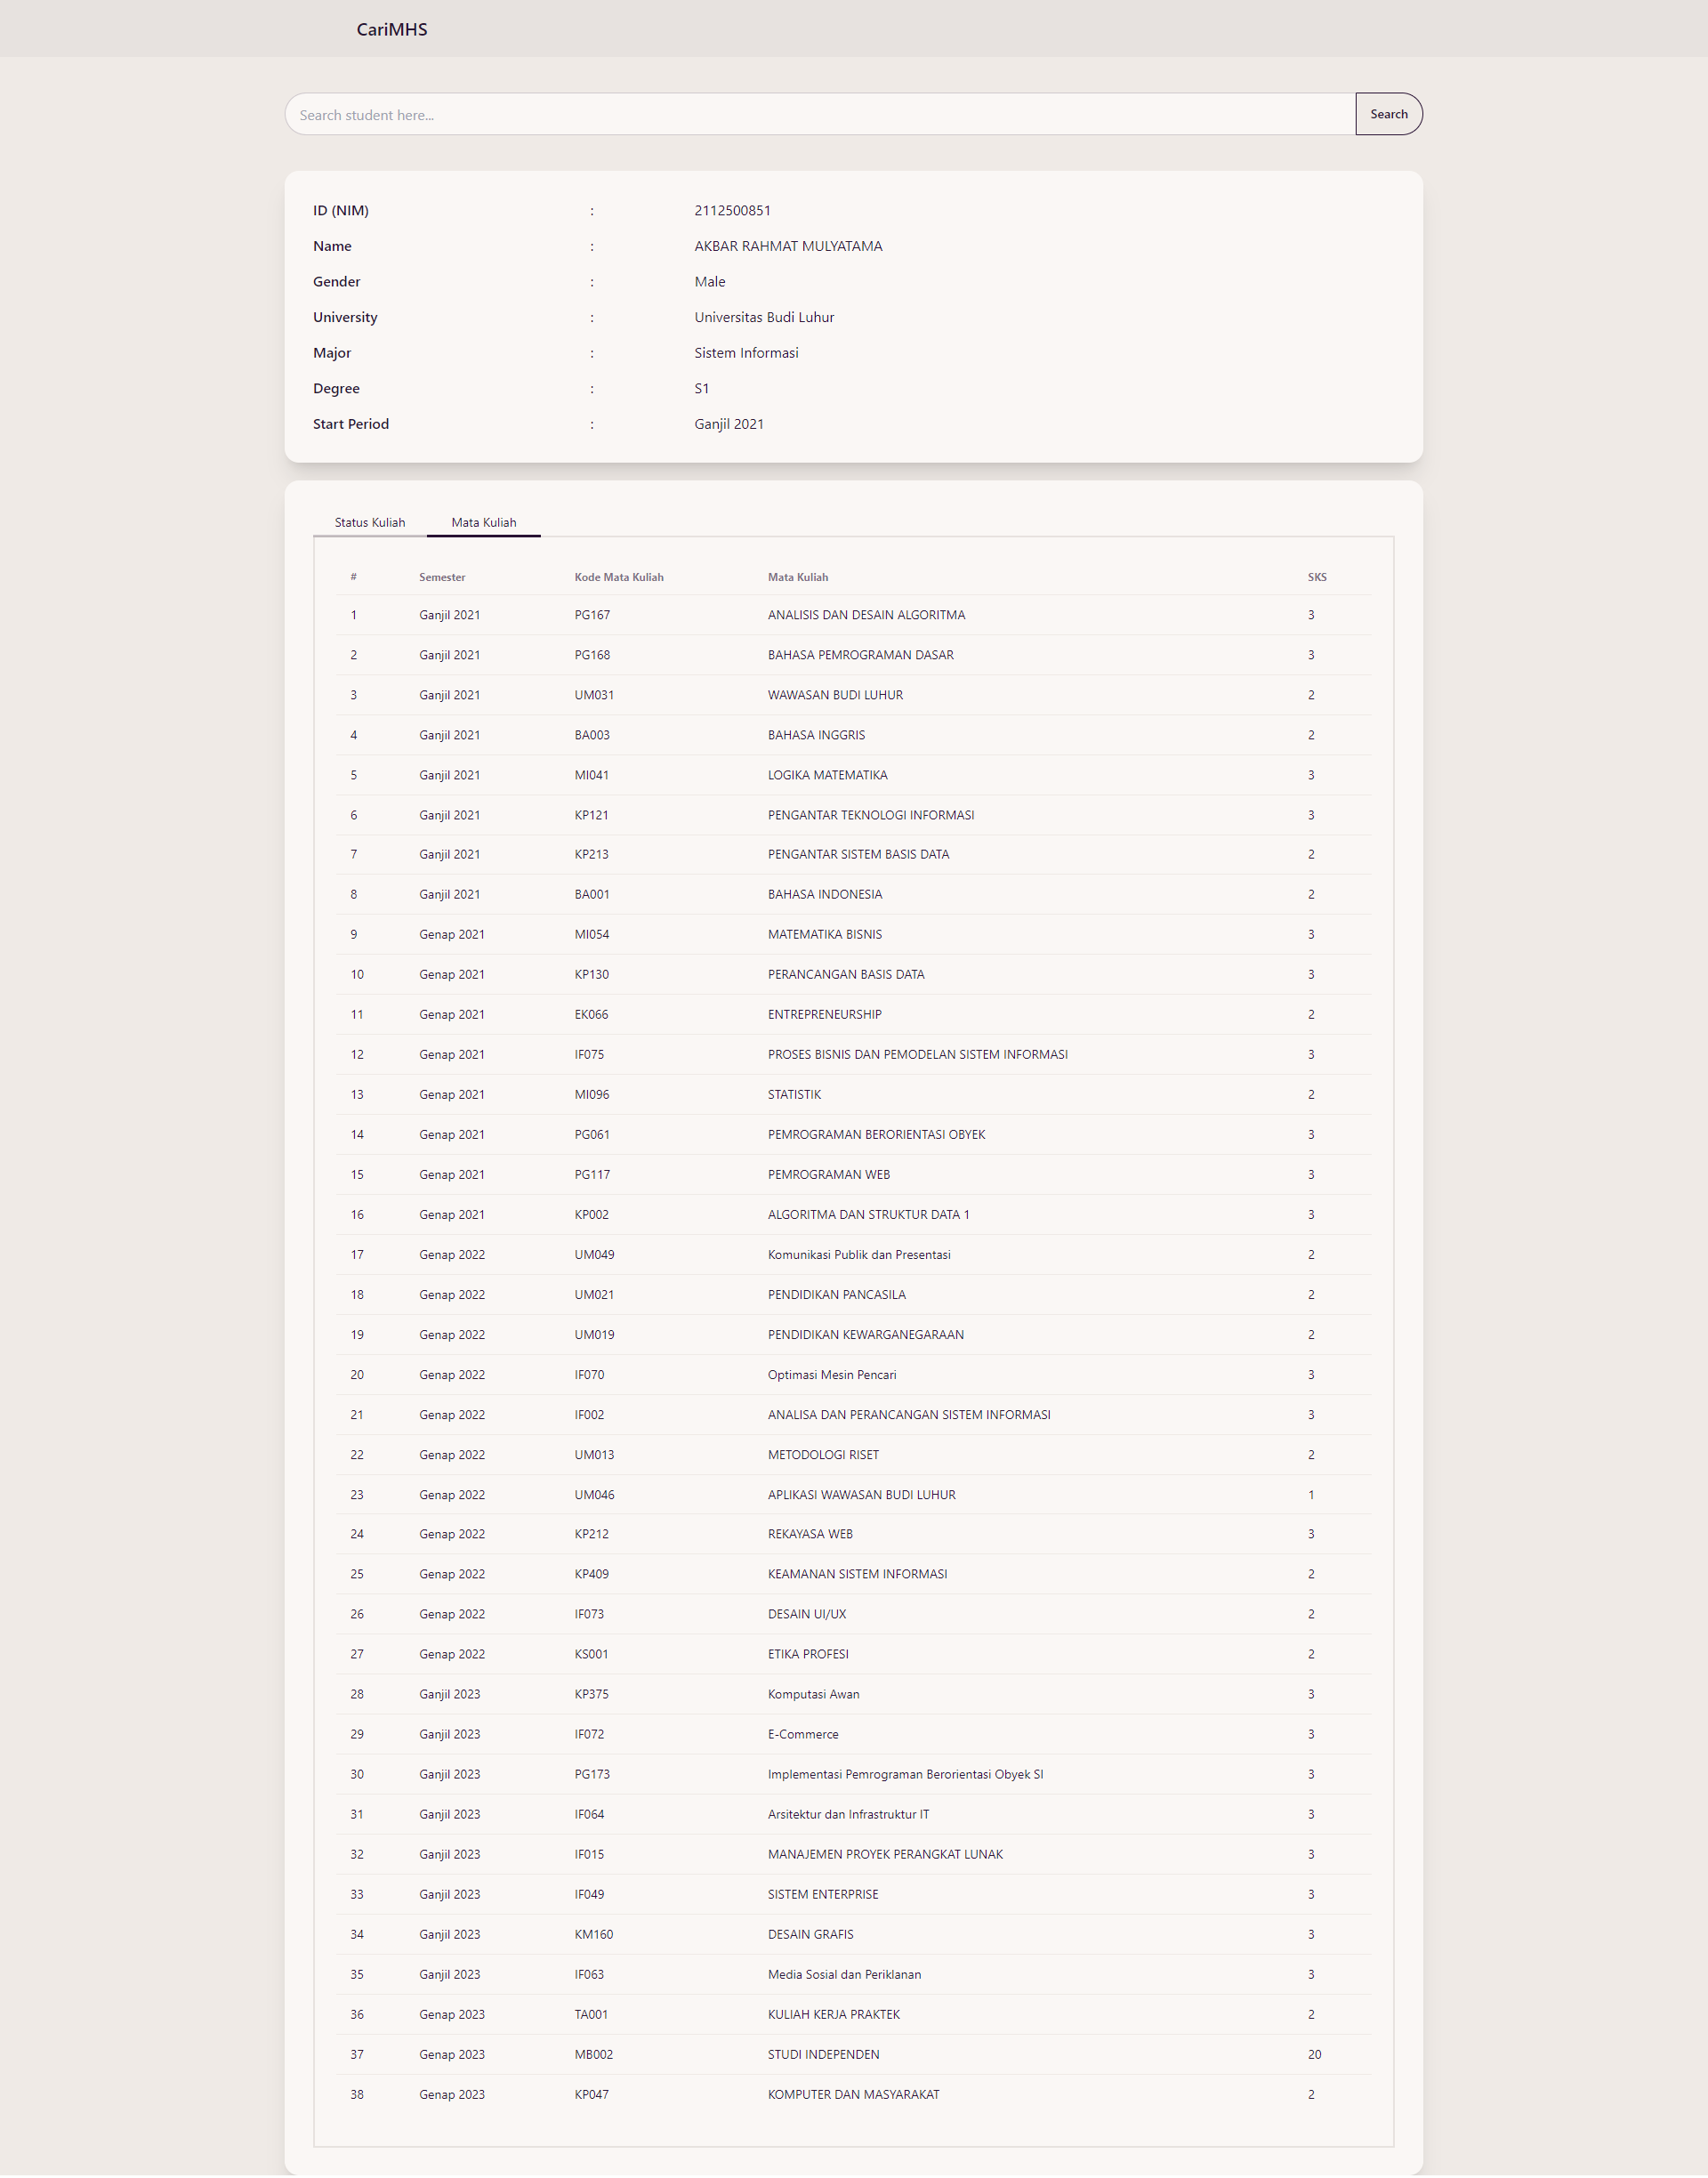 CariMHS
Search student here...
Search
ID (NIM) : 2112500851
Name : AKBAR RAHMAT MULYATAMA
Gender : Male
University : Universitas Budi Luhur
Major : Sistem Informasi
Degree : S1
Start Period : Ganjil 2021
Status Kuliah Mata Kuliah
# Semester Kode Mata Kuliah Mata Kuliah SKS
1 Ganjil 2021 PG167 ANALISIS DAN DESAIN ALGORITMA 3
2 Ganjil 2021 PG168 BAHASA PEMROGRAMAN DASAR 3
3 Ganjil 2021 UM031 WAWASAN BUDI LUHUR 2
4 Ganjil 2021 BA003 BAHASA INGGRIS 2
5 Ganjil 2021 MI041 LOGIKA MATEMATIKA 3
6 Ganjil 2021 KP121 PENGANTAR TEKNOLOGI INFORMASI 3
7 Ganjil 2021 KP213 PENGANTAR SISTEM BASIS DATA 2
8 Ganjil 2021 BA001 BAHASA INDONESIA 2
9 Genap 2021 MI054 MATEMATIKA BISNIS 3
10 Genap 2021 KP130 PERANCANGAN BASIS DATA 3
11 Genap 2021 EK066 ENTREPRENEURSHIP 2
12 Genap 2021 IF075 PROSES BISNIS DAN PEMODELAN SISTEM INFORMASI 3
13 Genap 2021 MI096 STATISTIK 2
14 Genap 2021 PG061 PEMROGRAMAN BERORIENTASI OBYEK 3
15 Genap 2021 PG117 PEMROGRAMAN WEB 3
16 Genap 2021 KP002 ALGORITMA DAN STRUKTUR DATA 1 3
17 Genap 2022 UM049 Komunikasi Publik dan Presentasi 2
18 Genap 2022 UM021 PENDIDIKAN PANCASILA 2
19 Genap 2022 UM019 PENDIDIKAN KEWARGANEGARAAN 2
20 Genap 2022 IF070 Optimasi Mesin Pencari 3
21 Genap 2022 IF002 ANALISA DAN PERANCANGAN SISTEM INFORMASI 3
22 Genap 2022 UM013 METODOLOGI RISET 2
23 Genap 2022 UM046 APLIKASI WAWASAN BUDI LUHUR 1
24 Genap 2022 KP212 REKAYASA WEB 3
25 Genap 2022 KP409 KEAMANAN SISTEM INFORMASI 2
26 Genap 2022 IF073 DESAIN UI/UX 2
27 Genap 2022 KS001 ETIKA PROFESI 2
28 Ganjil 2023 KP375 Komputasi Awan 3
29 Ganjil 2023 IF072 E-Commerce 3
30 Ganjil 2023 PG173 Implementasi Pemrograman Berorientasi Obyek SI 3
31 Ganjil 2023 IF064 Arsitektur dan Infrastruktur IT 3
32 Ganjil 2023 IF015 MANAJEMEN PROYEK PERANGKAT LUNAK 3
33 Ganjil 2023 IF049 SISTEM ENTERPRISE 3
34 Ganjil 2023 KM160 DESAIN GRAFIS 3
35 Ganjil 2023 IF063 Media Sosial dan Periklanan 3
36 Genap 2023 TA001 KULIAH KERJA PRAKTEK 2
37 Genap 2023 MB002 STUDI INDEPENDEN 20
38 Genap 2023 KP047 KOMPUTER DAN MASYARAKAT 2